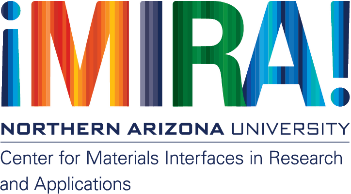 ¡MIRA!
NORTHERN ARIZONA UNIVERSITY
Center for Materials Interfaces in Research
and Applications